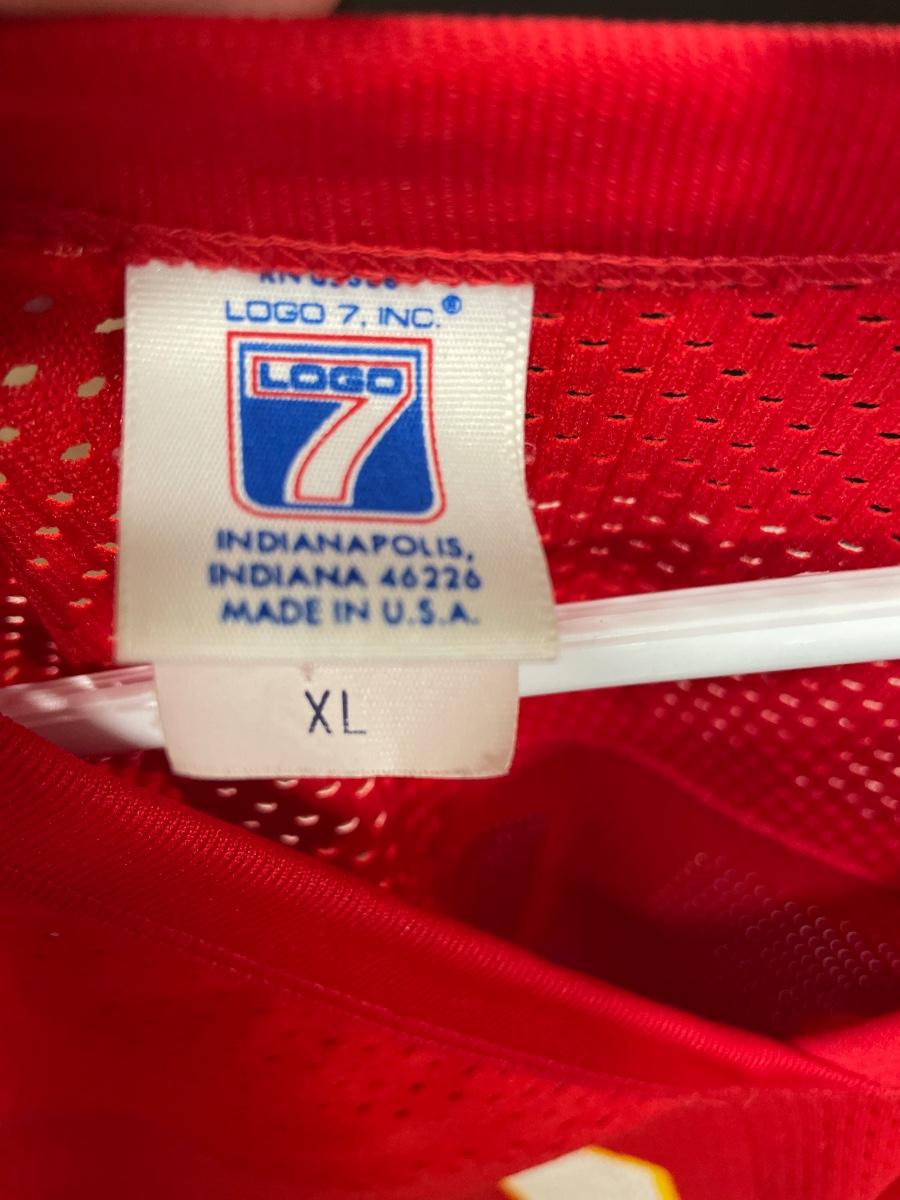 LOGO 7, INC.®
LOGO
7
INDIANAPOLIS,
INDIANA 46226
MADE IN U.S.A.
XL